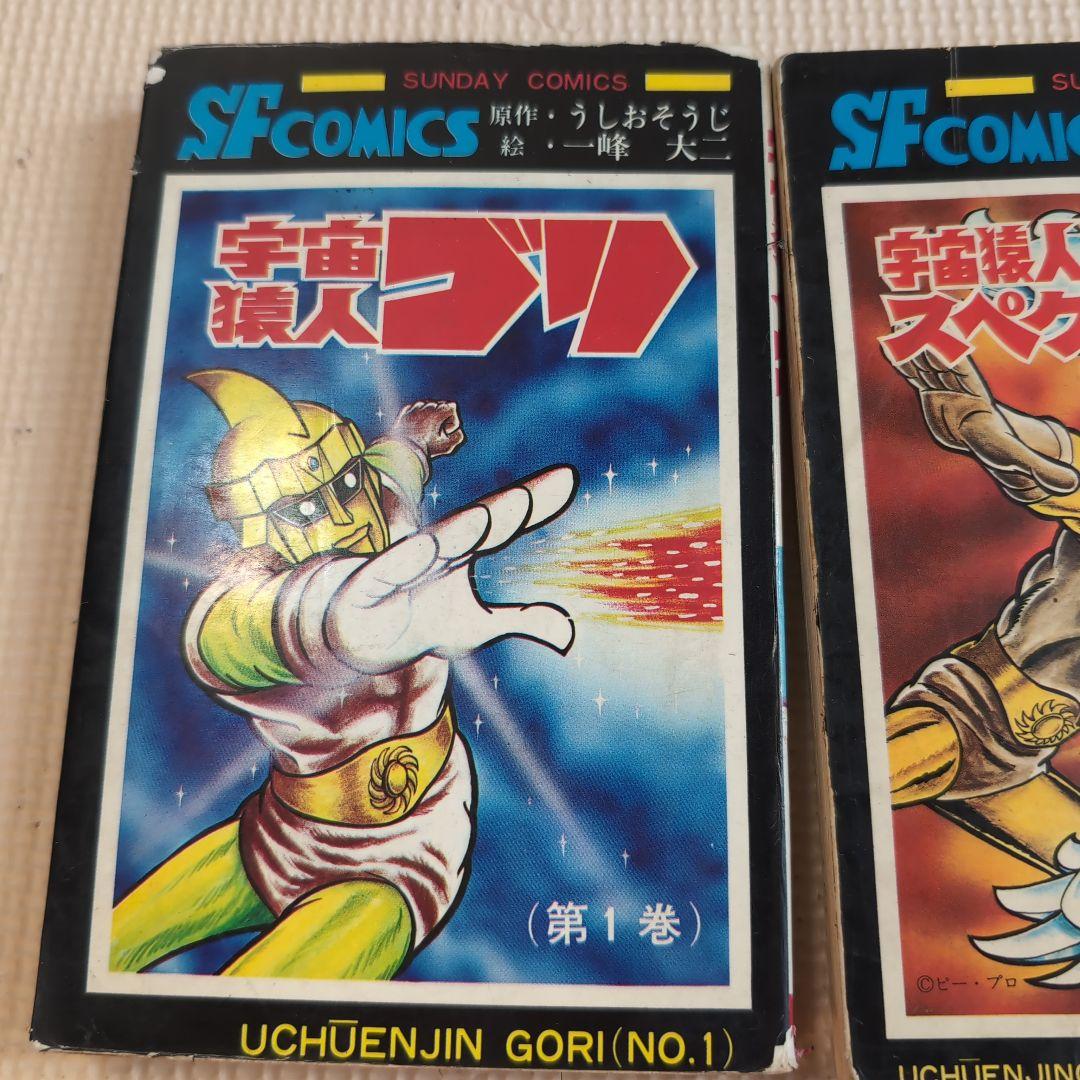 SUNDAY COMICS
SFCOMICS
原作・うしおそうじ
絵・一峰 大二
宇宙
猿人
ゴリ
(第1巻)
UCHŪENJIN GORI(NO.1)
SU
SFCOMIC
宇宙猿人
スペク
©ピー・プロ
UCHŪENJIN